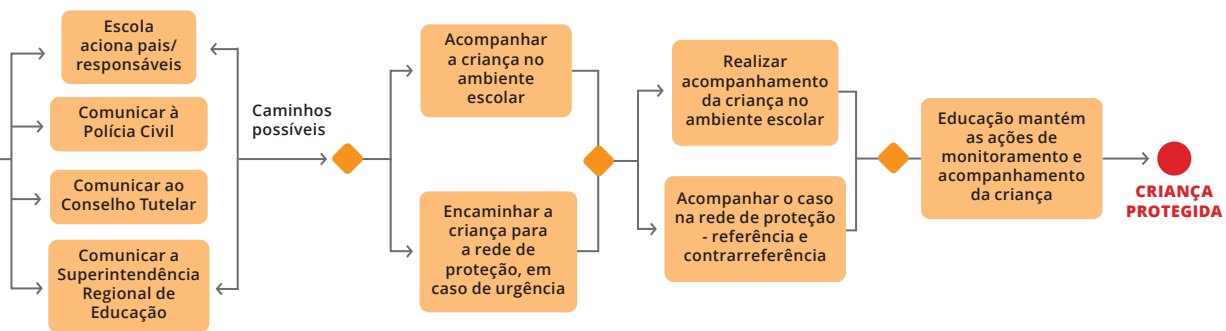 Escola
aciona pais/
responsáveis
Comunicar à
Polícia Civil
Comunicar ao
Conselho Tutelar
Comunicar a
Superintendência
Regional de
Educação
Caminhos
possíveis
Acompanhar
a criança no
ambiente
escolar
Encaminhar a
criança para
a rede de
proteção, em
caso de urgência
Realizar
acompanhamento
da criança no
ambiente escolar
Acompanhar o caso
na rede de proteção
- referência e
contrarreferência
Educação mantém
as ações de
monitoramento e
acompanhamento
da criança
CRIANÇA
PROTEGIDA